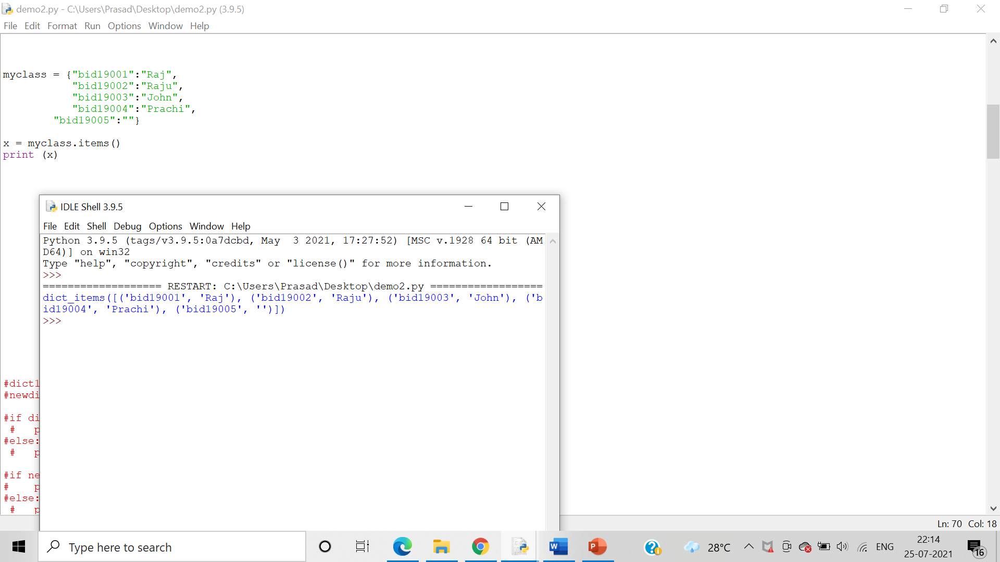 demo2.py - C:\Users\Prasad\Desktop\demo2.py (3.9.5)
File Edit Format Run Options Window Help
myclass = {"bid19001":"Raj",
"bid19002":"Raju",
"bid19003":"John",
"bid19004":"Prachi",
"bid19005":""}
x = myclass.items()
print (x)
IDLE Shell 3.9.5
File Edit Shell Debug Options Window Help
Python 3.9.5 (tags/v3.9.5:0a7dcbd, May  3 2021, 17:27:52) [MSC v.1928 64 bit (AM
D64)] on win32
Type "help", "copyright", "credits" or "license()" for more information.
>>>
=================== RESTART: C:\Users\Prasad\Desktop\demo2.py ==================
dict_items([('bid19001', 'Raj'), ('bid19002', 'Raju'), ('bid19003', 'John'), ('b
id19004', 'Prachi'), ('bid19005', '')])
>>>
#dict1
#newdi
#if di
#   p
#else:
#   p
#if ne
#    p
#else:
#   p
Ln: 70 Col: 18
Type here to search
W
P
28°C
ENG
22:14
25-07-2021
16